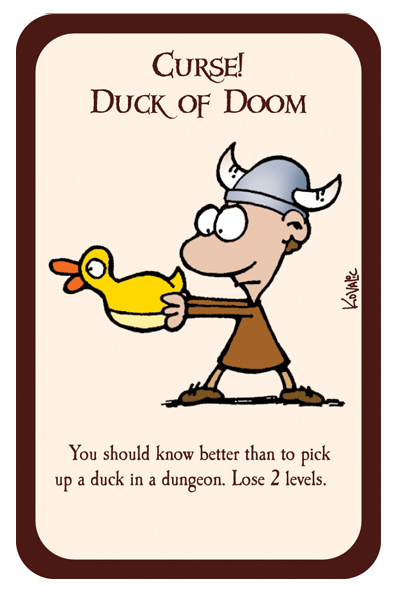 Curse!
Duck of Doom
KOVALIC
You should know better than to pick
up a duck in a dungeon. Lose 2 levels.